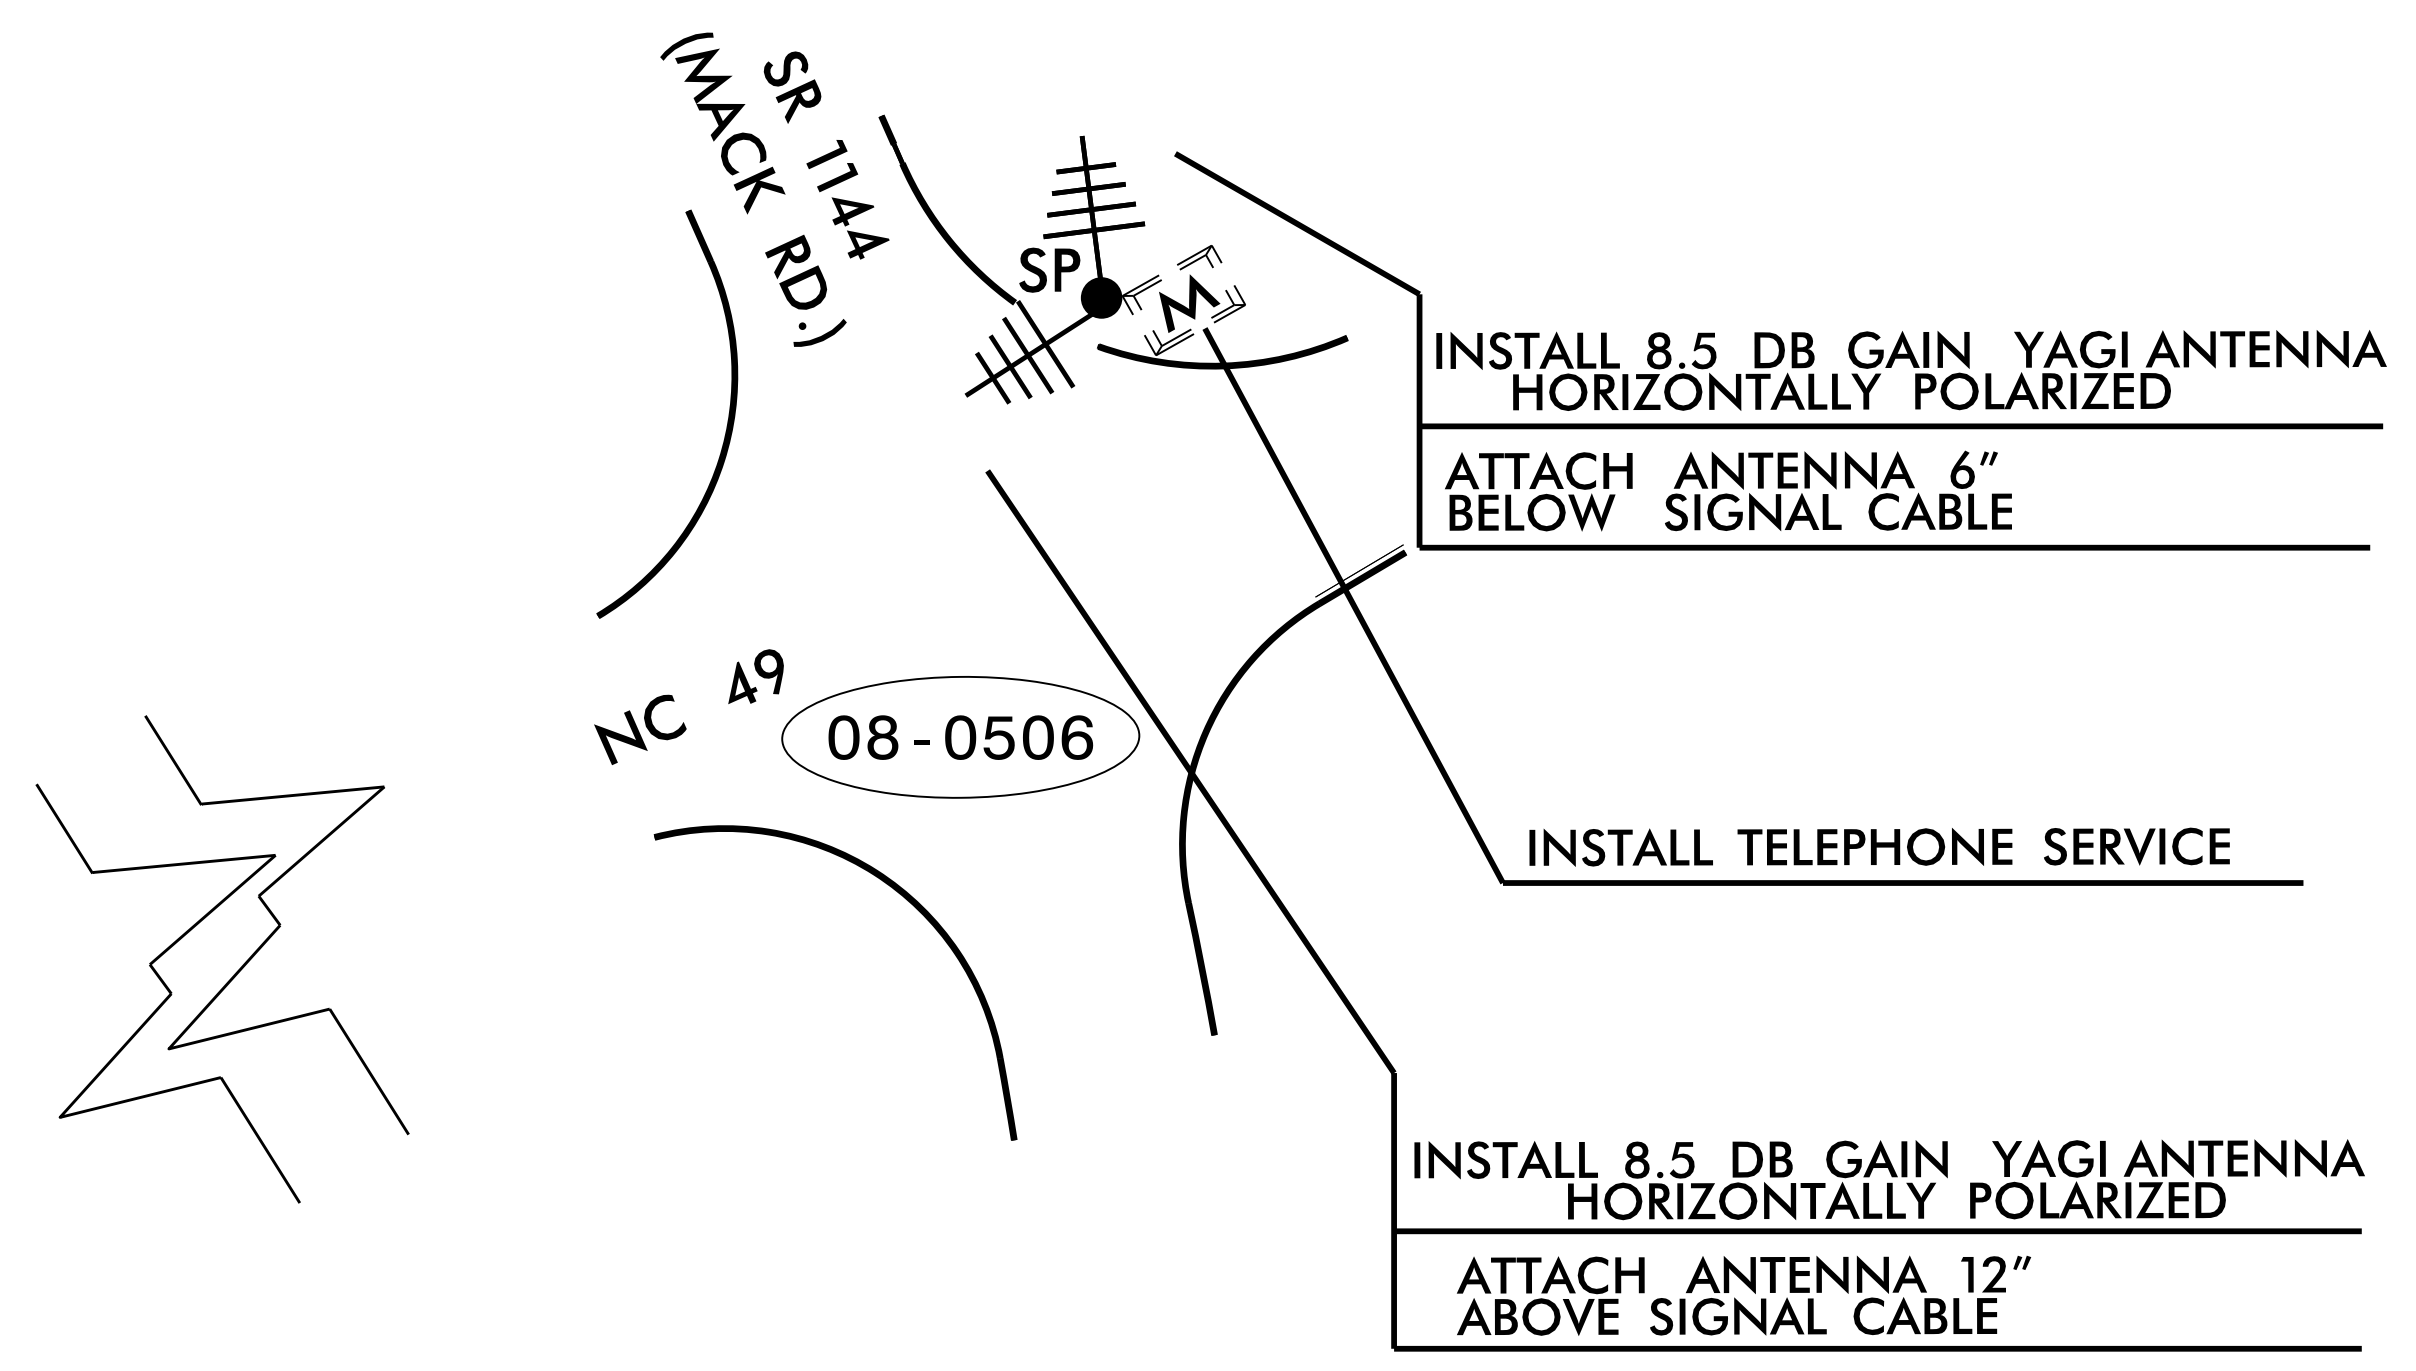 SR 1144
(MACK RD.)
SP
M
INSTALL 8.5 DB GAIN YAGI ANTENNA
HORIZONTALLY POLARIZED
ATTACH ANTENNA 6"
BELOW SIGNAL CABLE
NC 49
08-0506
INSTALL TELEPHONE SERVICE
INSTALL 8.5 DB GAIN YAGI ANTENNA
HORIZONTALLY POLARIZED
ATTACH ANTENNA 12"
ABOVE SIGNAL CABLE